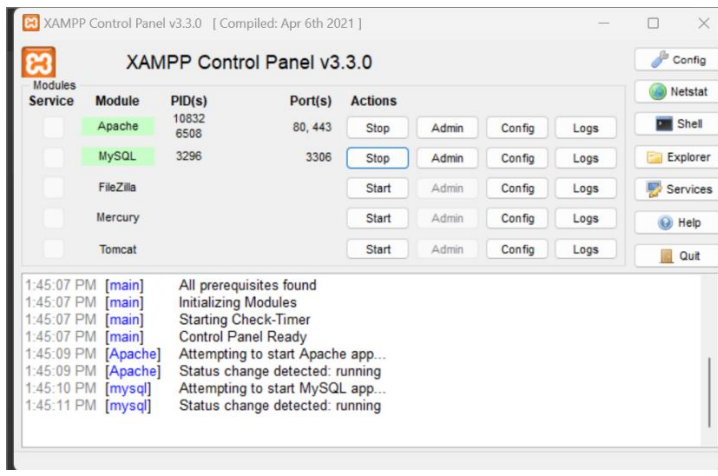 XAMPP Control Panel v3.3.0 [ Compiled: Apr 6th 2021 ]
XAMPP Control Panel v3.3.0
Config
Modules
Service Module PID(s) Port(s) Actions
Netstat
Apache 10832 6508 80, 443 Stop Admin Config Logs
Shell
MySQL 3296 3306 Stop Admin Config Logs
Explorer
FileZilla Start Admin Config Logs
Services
Mercury Start Admin Config Logs
Help
Tomcat Start Admin Config Logs
Quit
1:45:07 PM [main] All prerequisites found
1:45:07 PM [main] Initializing Modules
1:45:07 PM [main] Starting Check-Timer
1:45:07 PM [main] Control Panel Ready
1:45:09 PM [Apache] Attempting to start Apache app...
1:45:09 PM [Apache] Status change detected: running
1:45:10 PM [mysql] Attempting to start MySQL app...
1:45:11 PM [mysql] Status change detected: running